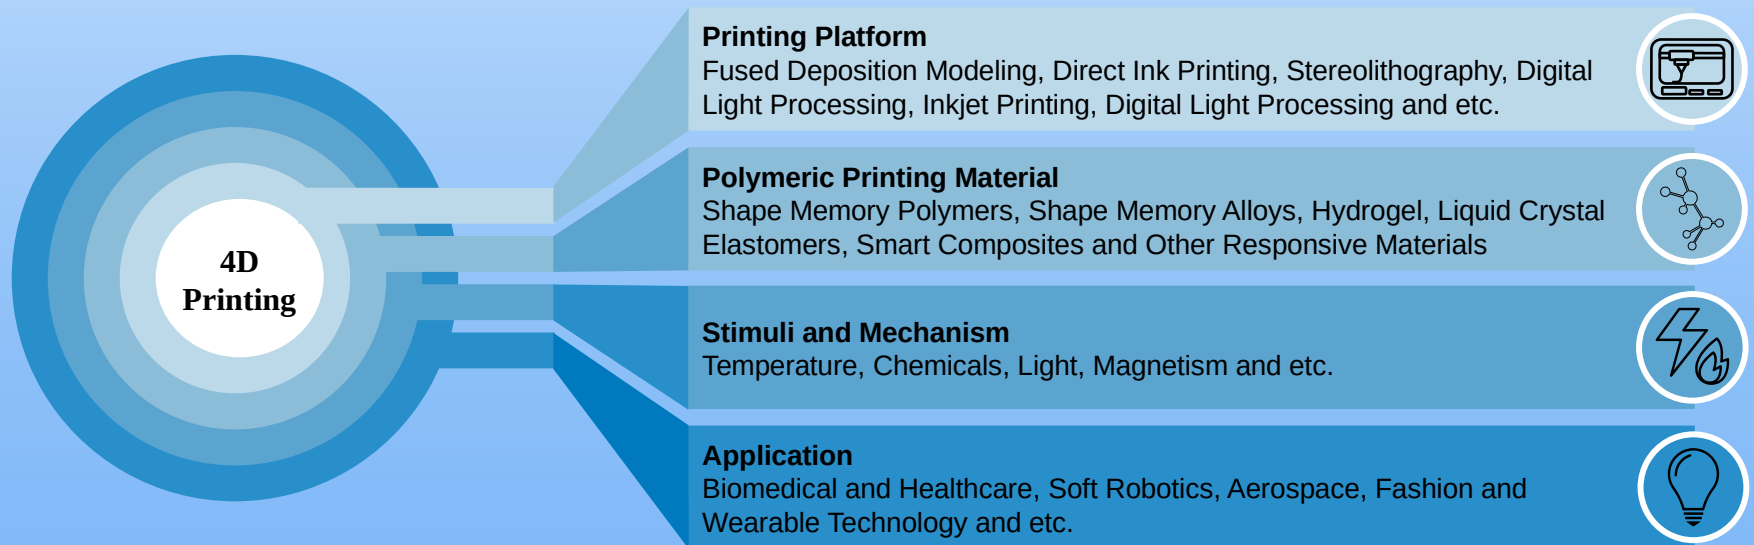 4D
Printing
Printing Platform
Fused Deposition Modeling, Direct Ink Printing, Stereolithography, Digital
Light Processing, Inkjet Printing, Digital Light Processing and etc.
Polymeric Printing Material
Shape Memory Polymers, Shape Memory Alloys, Hydrogel, Liquid Crystal
Elastomers, Smart Composites and Other Responsive Materials
Stimuli and Mechanism
Temperature, Chemicals, Light, Magnetism and etc.
Application
Biomedical and Healthcare, Soft Robotics, Aerospace, Fashion and
Wearable Technology and etc.